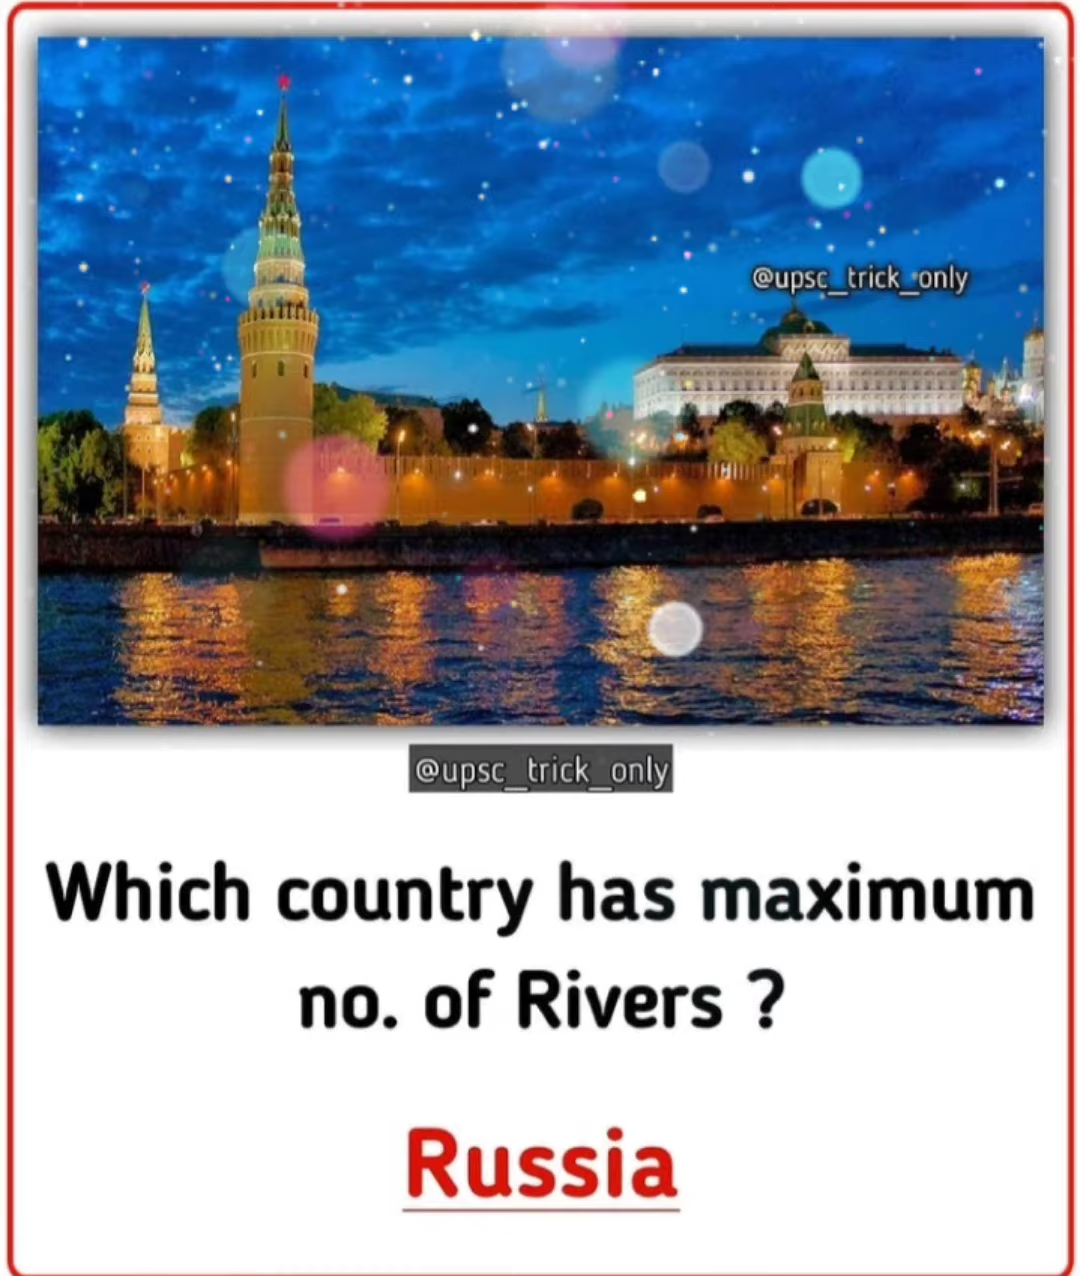 @upsc_trick_only
@upsc_trick_only
Which country has maximum
no. of Rivers ?
Russia